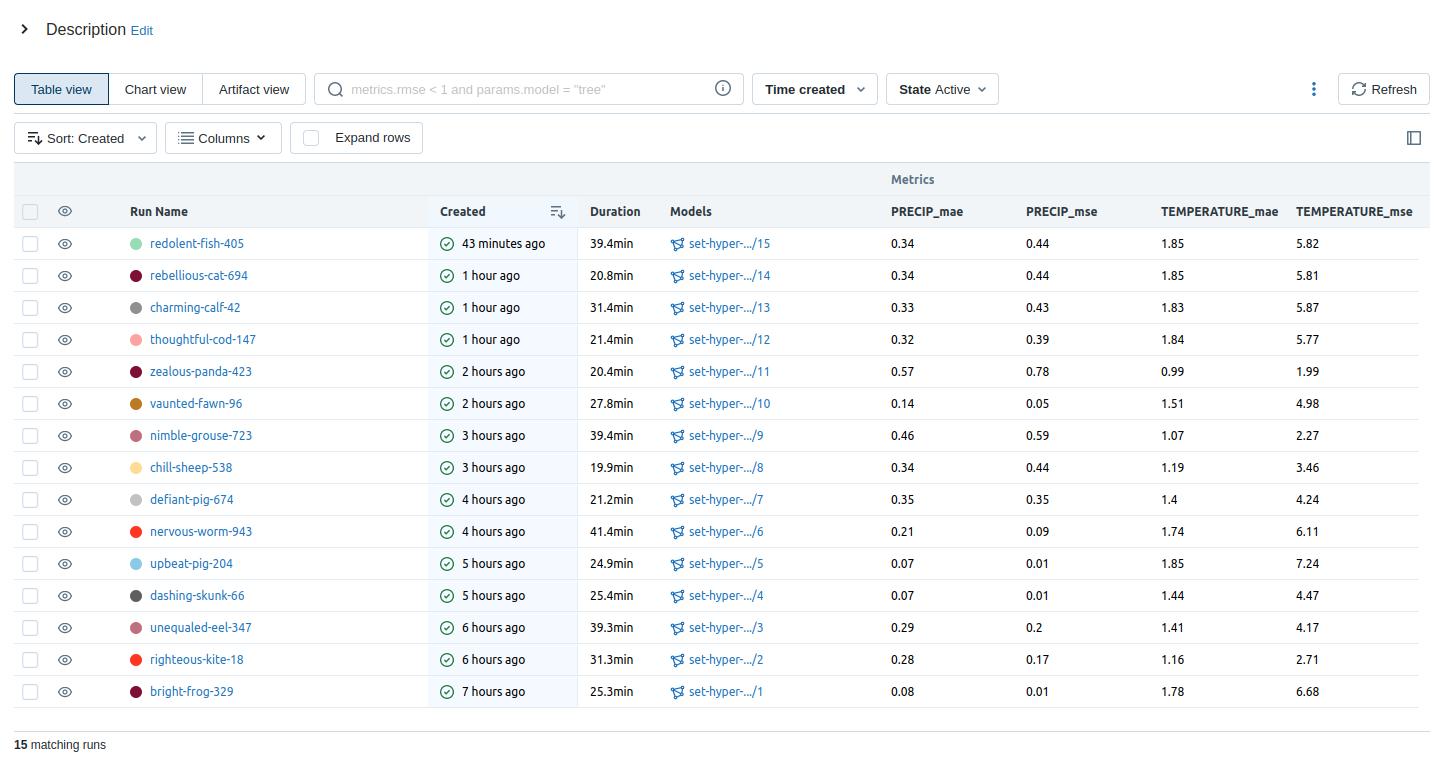 Description Edit
Table view Chart view Artifact view metrics.rmse < 1 and params.model = "tree" Time created State Active Refresh
Sort: Created Columns Expand rows
Metrics
Run Name Created Duration Models PRECIP_mae PRECIP_mse TEMPERATURE_mae TEMPERATURE_mse
redolent-fish-405 43 minutes ago 39.4min set-hyper-.../15 0.34 0.44 1.85 5.82
rebellious-cat-694 1 hour ago 20.8min set-hyper-.../14 0.34 0.44 1.85 5.81
charming-calf-42 1 hour ago 31.4min set-hyper-.../13 0.33 0.43 1.83 5.87
thoughtful-cod-147 1 hour ago 21.4min set-hyper-.../12 0.32 0.39 1.84 5.77
zealous-panda-423 2 hours ago 20.4min set-hyper-.../11 0.57 0.78 0.99 1.99
vaunted-fawn-96 2 hours ago 27.8min set-hyper-.../10 0.14 0.05 1.51 4.98
nimble-grouse-723 3 hours ago 39.4min set-hyper-.../9 0.46 0.59 1.07 2.27
chill-sheep-538 3 hours ago 19.9min set-hyper-.../8 0.34 0.44 1.19 3.46
defiant-pig-674 4 hours ago 21.2min set-hyper-.../7 0.35 0.35 1.4 4.24
nervous-worm-943 4 hours ago 41.4min set-hyper-.../6 0.21 0.09 1.74 6.11
upbeat-pig-204 5 hours ago 24.9min set-hyper-.../5 0.07 0.01 1.85 7.24
dashing-skunk-66 5 hours ago 25.4min set-hyper-.../4 0.07 0.01 1.44 4.47
unequaled-eel-347 6 hours ago 39.3min set-hyper-.../3 0.29 0.2 1.41 4.17
righteous-kite-18 6 hours ago 31.3min set-hyper-.../2 0.28 0.17 1.16 2.71
bright-frog-329 7 hours ago 25.3min set-hyper-.../1 0.08 0.01 1.78 6.68
15 matching runs